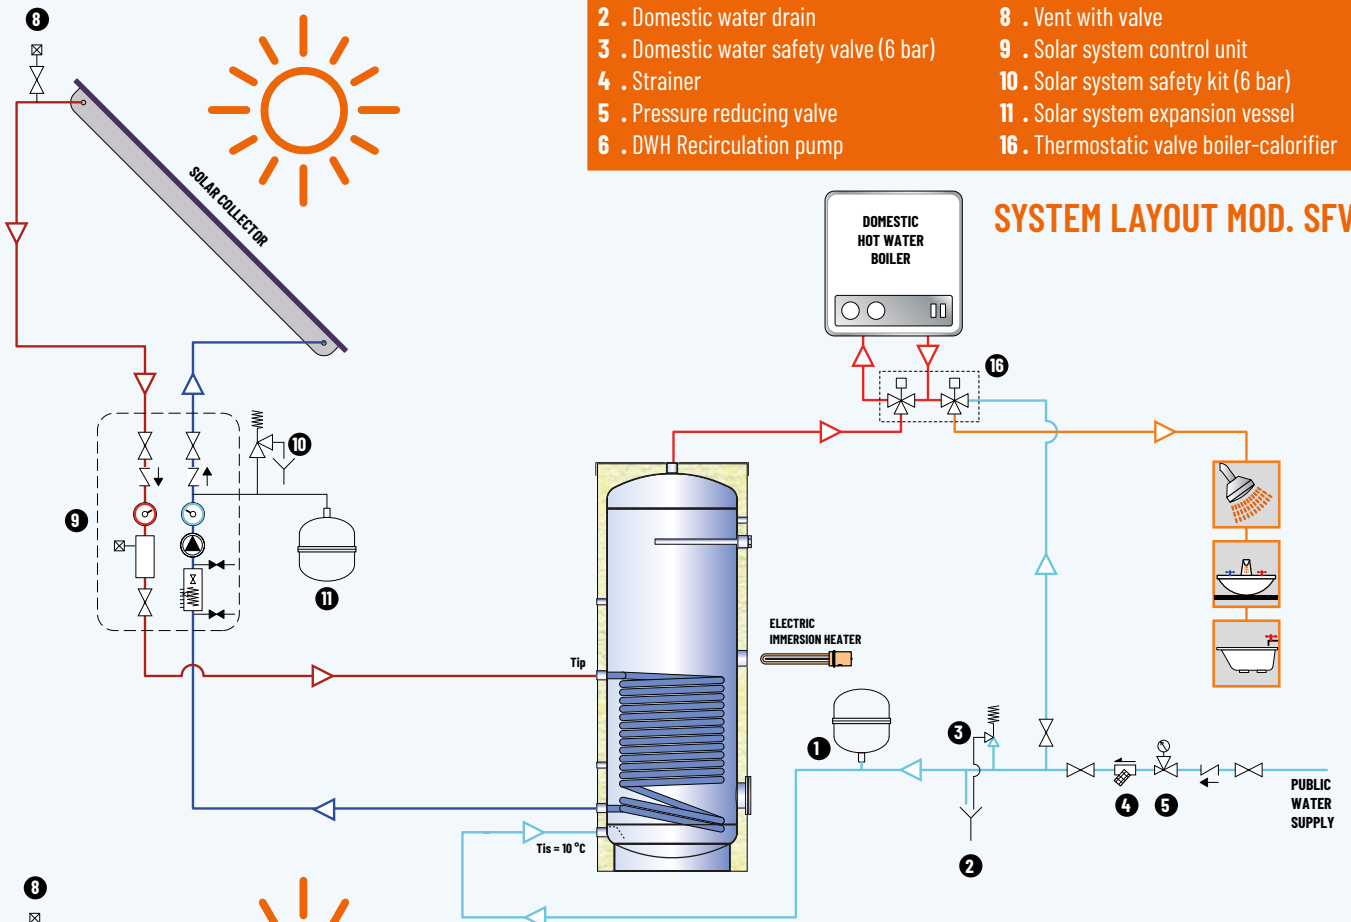 8
2 . Domestic water drain
3 . Domestic water safety valve (6 bar)
4 . Strainer
5 . Pressure reducing valve
6 . DWH Recirculation pump
8 . Vent with valve
9 . Solar system control unit
10 . Solar system safety kit (6 bar)
11 . Solar system expansion vessel
16 . Thermostatic valve boiler-calorifier
SYSTEM LAYOUT MOD.
SOLAR COLLECTOR
DOMESTIC
HOT WATER
BOILER
16
10
9
11
Tip
ELECTRIC
IMMERSION HEATER
1
3
4
5
PUBLIC
WATER
SUPPLY
Tis = 10 °C
2
8